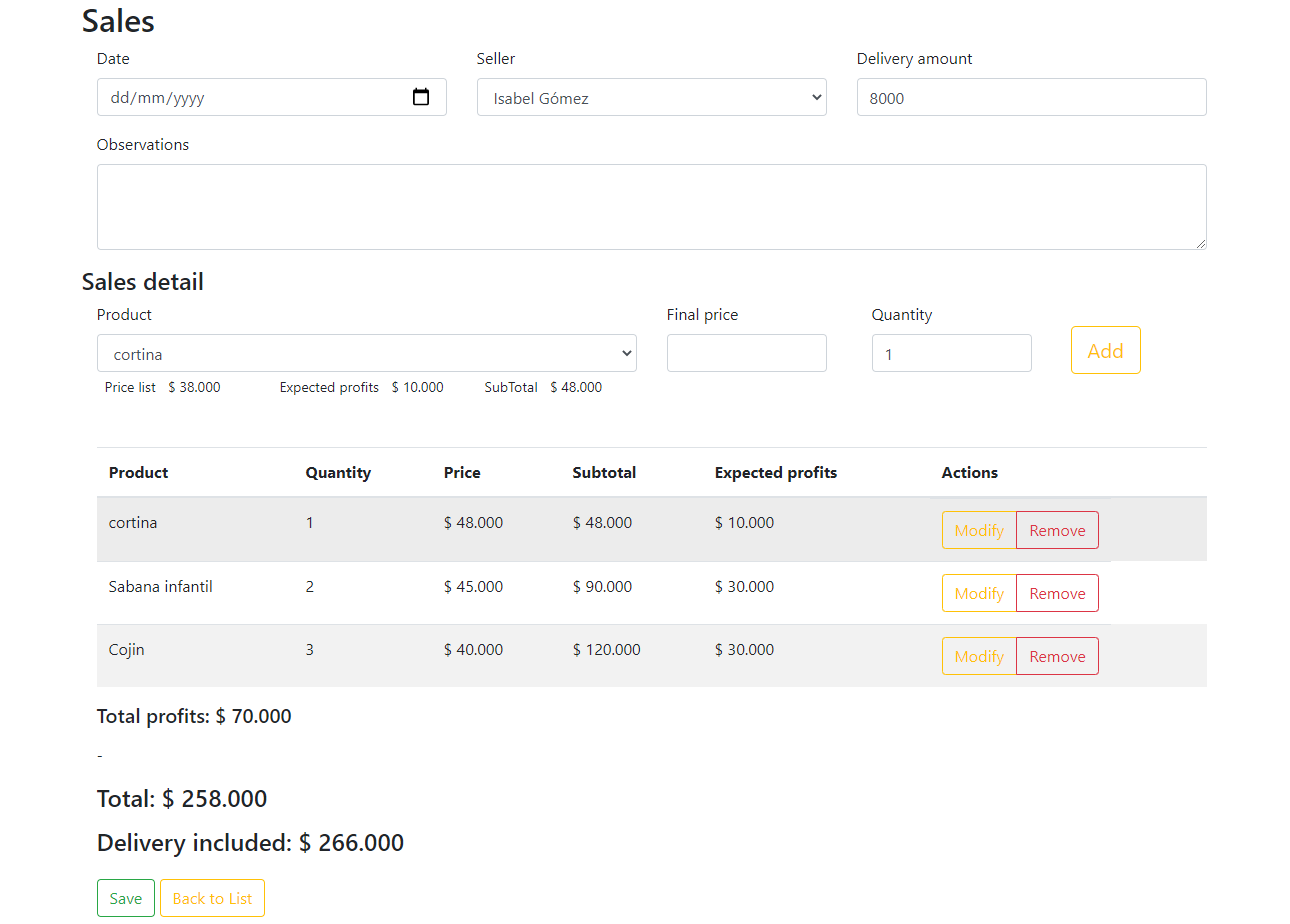 Sales
Date Seller Delivery amount
dd/mm/yyyy Isabel Gómez 8000
Observations
Sales detail
Product Final price Quantity
cortina 1 Add
Price list $ 38.000 Expected profits $ 10.000 SubTotal $ 48.000
Product Quantity Price Subtotal Expected profits Actions
cortina 1 $ 48.000 $ 48.000 $ 10.000 Modify Remove
Sabana infantil 2 $ 45.000 $ 90.000 $ 30.000 Modify Remove
Cojin 3 $ 40.000 $ 120.000 $ 30.000 Modify Remove
Total profits: $ 70.000
-
Total: $ 258.000
Delivery included: $ 266.000
Save Back to List